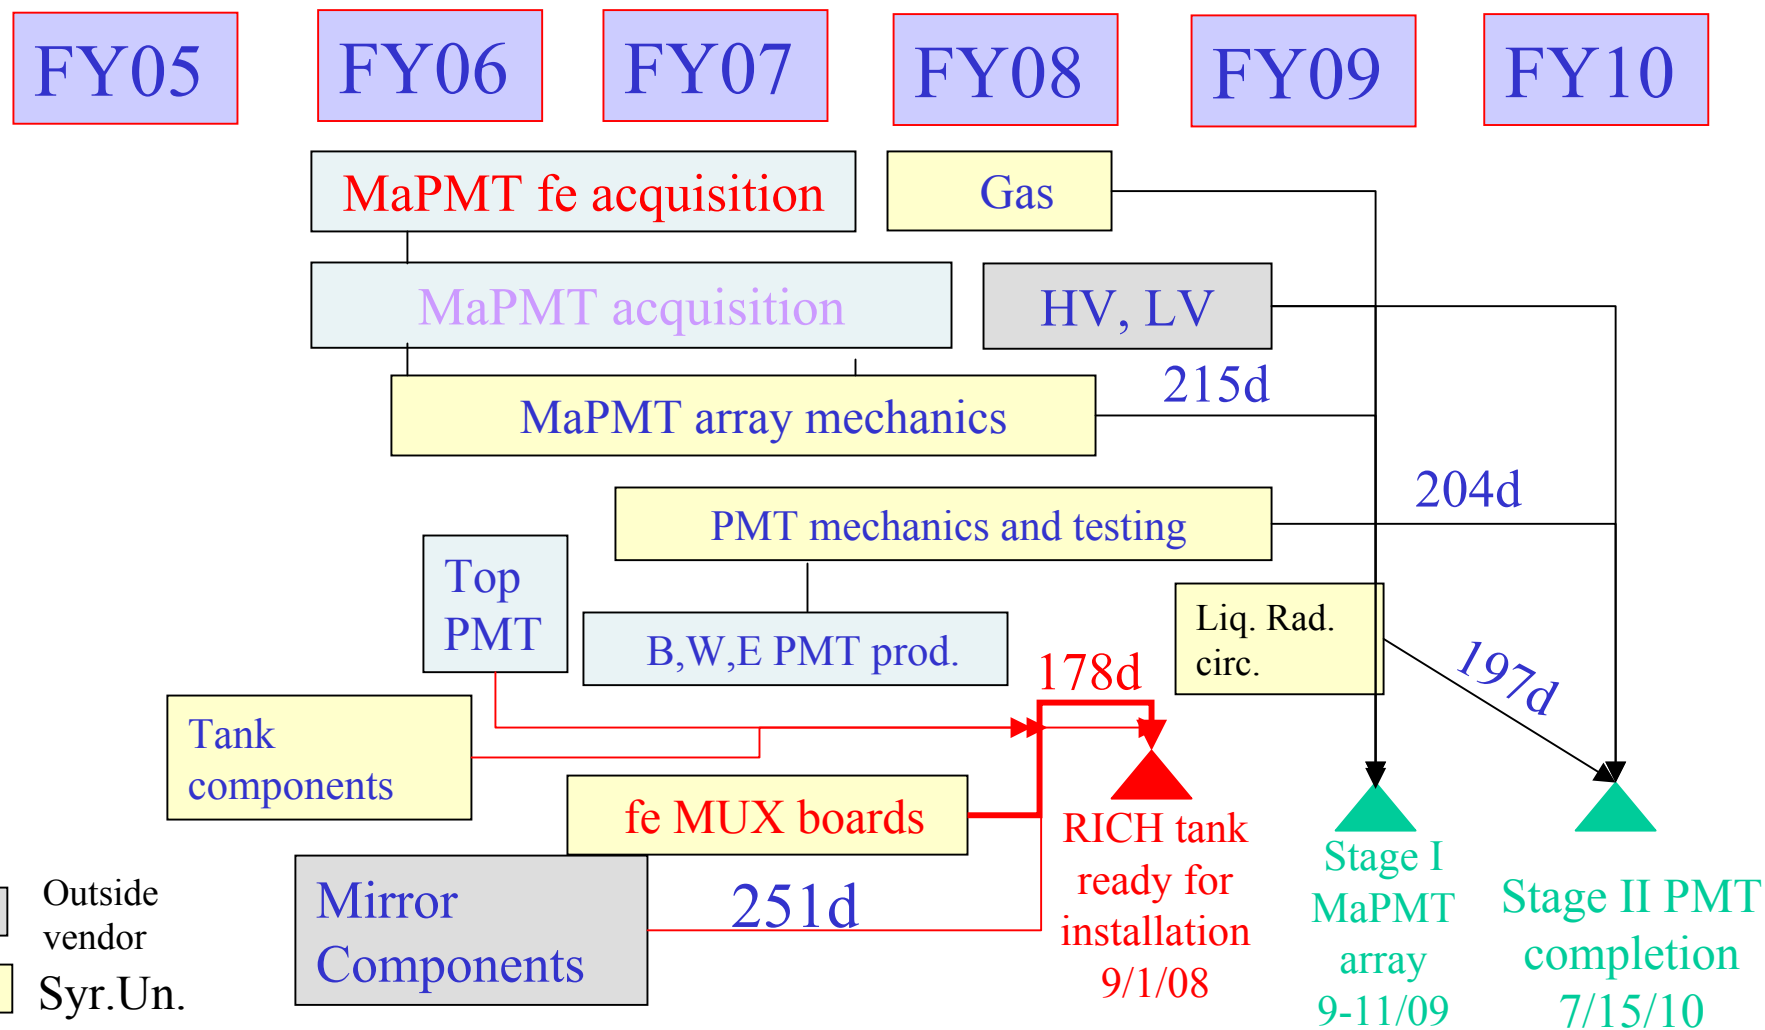 FY05
FY06
FY07
FY08
FY09
FY10
MaPMT fe acquisition
Gas
MaPMT acquisition
HV, LV
215d
MaPMT array mechanics
204d
PMT mechanics and testing
Top
PMT
B,W,E PMT prod.
178d
Liq. Rad.
circ.
197d
Tank
components
fe MUX boards
RICH tank
ready for
installation
9/1/08
Stage I
MaPMT
array
9-11/09
Stage II PMT
completion
7/15/10
Mirror
Components
251d
Outside
vendor
Syr.Un.